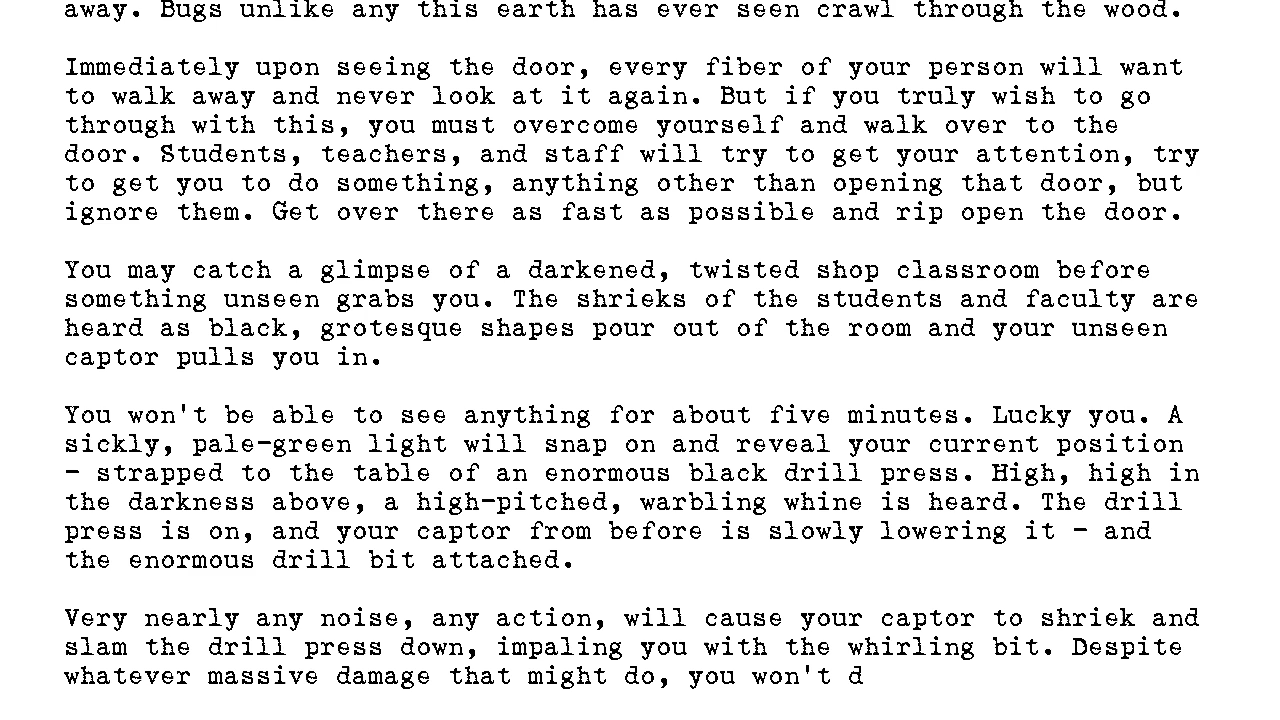 away. Bugs unlike any this earth has ever seen crawl through the wood.
Immediately upon seeing the door, every fiber of your person will want
to walk away and never look at it again. But if you truly wish to go
through with this, you must overcome yourself and walk over to the
door. Students, teachers, and staff will try to get your attention, try
to get you to do something, anything other than opening that door, but
ignore them. Get over there as fast as possible and rip open the door.
You may catch a glimpse of a darkened, twisted shop classroom before
something unseen grabs you. The shrieks of the students and faculty are
heard as black, grotesque shapes pour out of the room and your unseen
captor pulls you in.
You won't be able to see anything for about five minutes. Lucky you. A
sickly, pale-green light will snap on and reveal your current position
- strapped to the table of an enormous black drill press. High, high in
the darkness above, a high-pitched, warbling whine is heard. The drill
press is on, and your captor from before is slowly lowering it - and
the enormous drill bit attached.
Very nearly any noise, any action, will cause your captor to shriek and
slam the drill press down, impaling you with the whirling bit. Despite
whatever massive damage that might do, you won't d